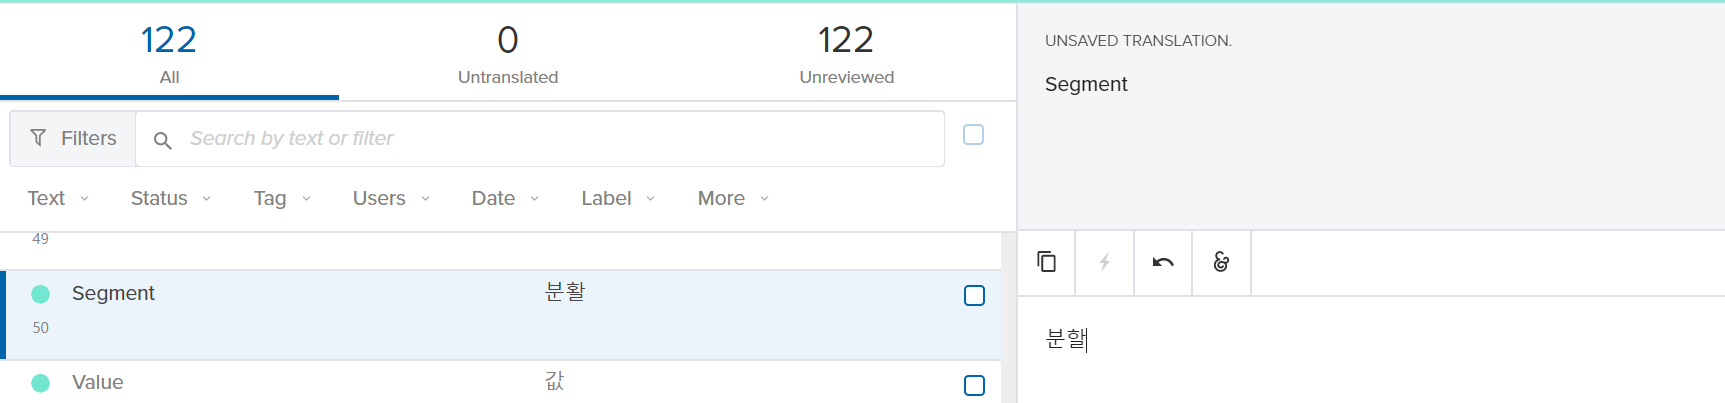 122
All
0
Untranslated
122
Unreviewed
Filters
Search by text or filter
Text
Status
Tag
Users
Date
Label
More
49
Segment
분활
50
Value
값
UNSAVED TRANSLATION.
Segment
분할